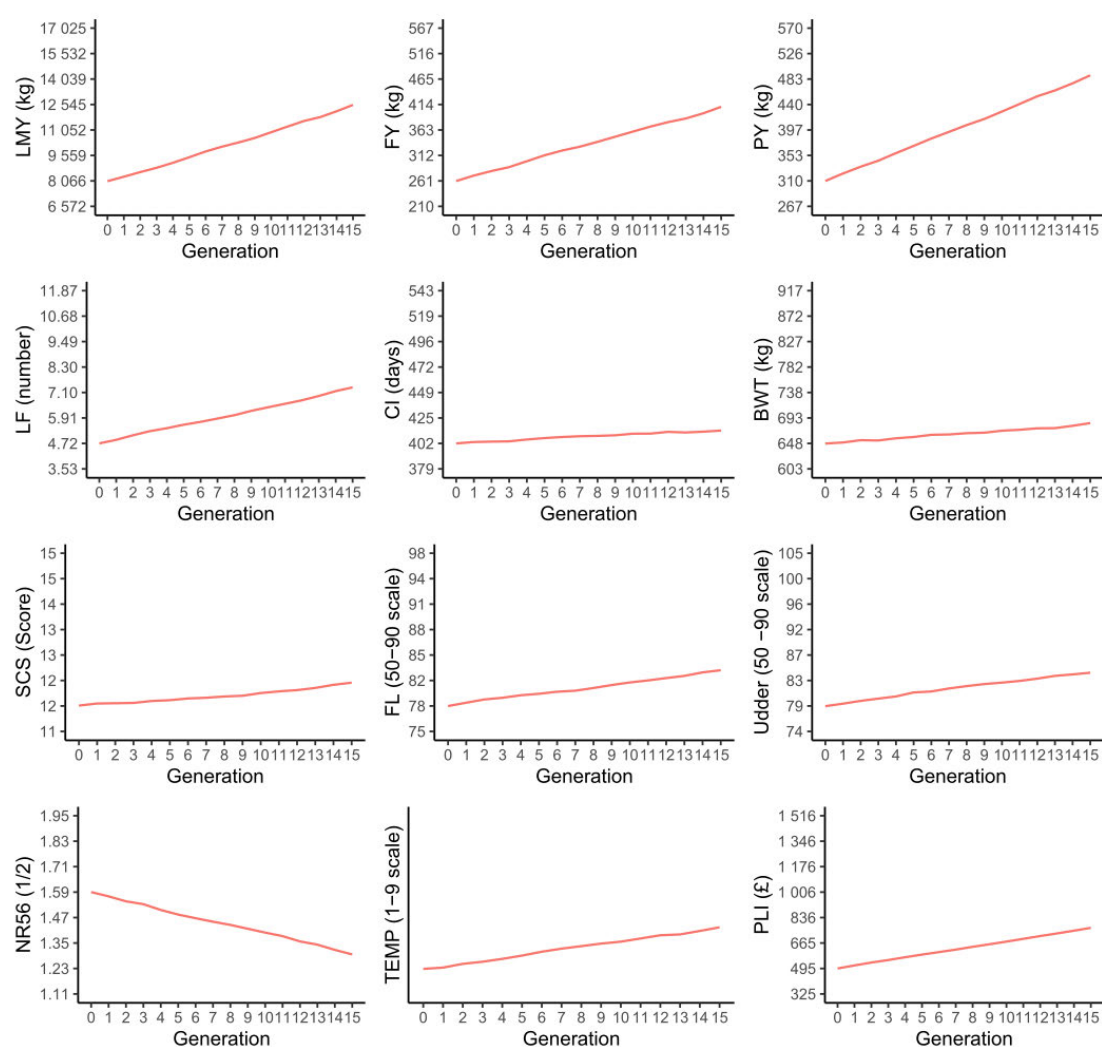 LMY (kg)
17 025
15 532
14 039
12 545
11 052
9 559
8 066
6 572
0 1 2 3 4 5 6 7 8 9 10 11 12 13 14 15
Generation
FY (kg)
567
516
465
414
363
312
261
210
0 1 2 3 4 5 6 7 8 9 10 11 12 13 14 15
Generation
PY (kg)
570
526
483
440
397
353
310
267
0 1 2 3 4 5 6 7 8 9 10 11 12 13 14 15
Generation
LF (number)
11.87
10.68
9.49
8.30
7.10
5.91
4.72
3.53
0 1 2 3 4 5 6 7 8 9 10 11 12 13 14 15
Generation
CI (days)
543
519
496
472
449
425
402
379
0 1 2 3 4 5 6 7 8 9 10 11 12 13 14 15
Generation
BWT (kg)
917
872
827
782
738
693
648
603
0 1 2 3 4 5 6 7 8 9 10 11 12 13 14 15
Generation
SCS (Score)
15
15
14
13
13
12
12
11
0 1 2 3 4 5 6 7 8 9 10 11 12 13 14 15
Generation
FL (50−90 scale)
98
94
91
88
85
82
78
75
0 1 2 3 4 5 6 7 8 9 10 11 12 13 14 15
Generation
Udder (50 −90 scale)
105
100
96
92
87
83
79
74
0 1 2 3 4 5 6 7 8 9 10 11 12 13 14 15
Generation
NR56 (1/2)
1.95
1.83
1.71
1.59
1.47
1.35
1.23
1.11
0 1 2 3 4 5 6 7 8 9 10 11 12 13 14 15
Generation
TEMP (1−9 scale)
0 1 2 3 4 5 6 7 8 9 10 11 12 13 14 15
Generation
PLI (£)
1 516
1 346
1 176
1 006
836
665
495
325
0 1 2 3 4 5 6 7 8 9 10 11 12 13 14 15
Generation